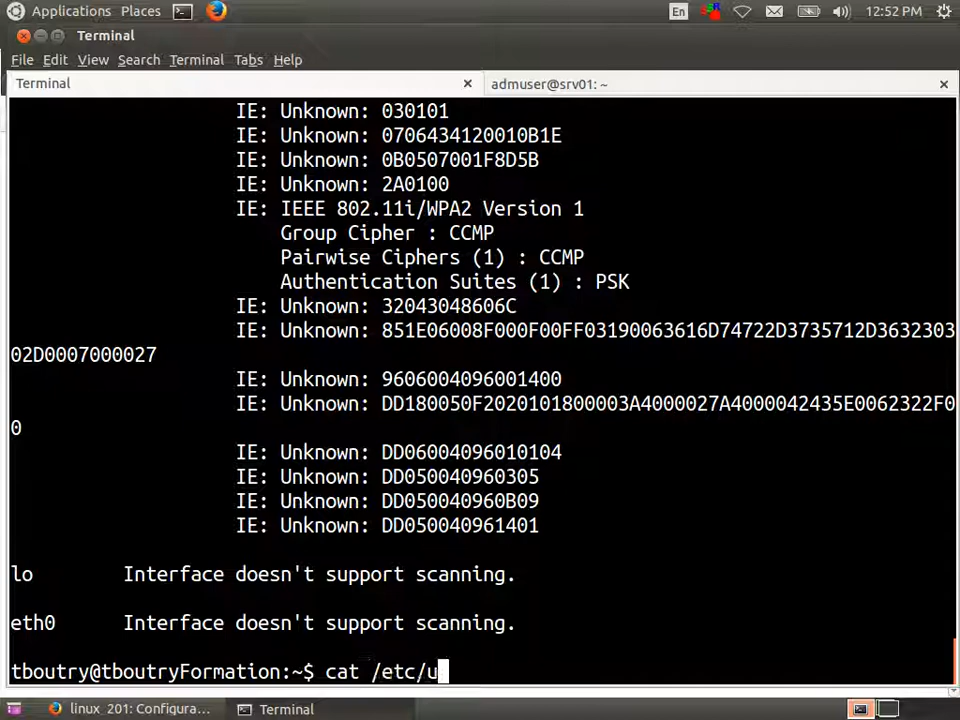 Applications Places En 12:52 PM
Terminal
File Edit View Search Terminal Tabs Help
Terminal × admuser@srv01: ~ ×
IE: Unknown: 030101
IE: Unknown: 0706434120010B1E
IE: Unknown: 0B0507001F8D5B
IE: Unknown: 2A0100
IE: IEEE 802.11i/WPA2 Version 1
Group Cipher : CCMP
Pairwise Ciphers (1) : CCMP
Authentication Suites (1) : PSK
IE: Unknown: 32043048606C
IE: Unknown: 851E06008F000F00FF03190063616D74722D3735712D3632303
02D0007000027
IE: Unknown: 9606004096001400
IE: Unknown: DD180050F2020101800003A4000027A4000042435E0062322F0
0
IE: Unknown: DD06004096010104
IE: Unknown: DD050040960305
IE: Unknown: DD050040960B09
IE: Unknown: DD050040961401
lo Interface doesn't support scanning.
eth0 Interface doesn't support scanning.
tboutry@tboutryFormation:~$ cat /etc/u
linux_201: Configura... Terminal